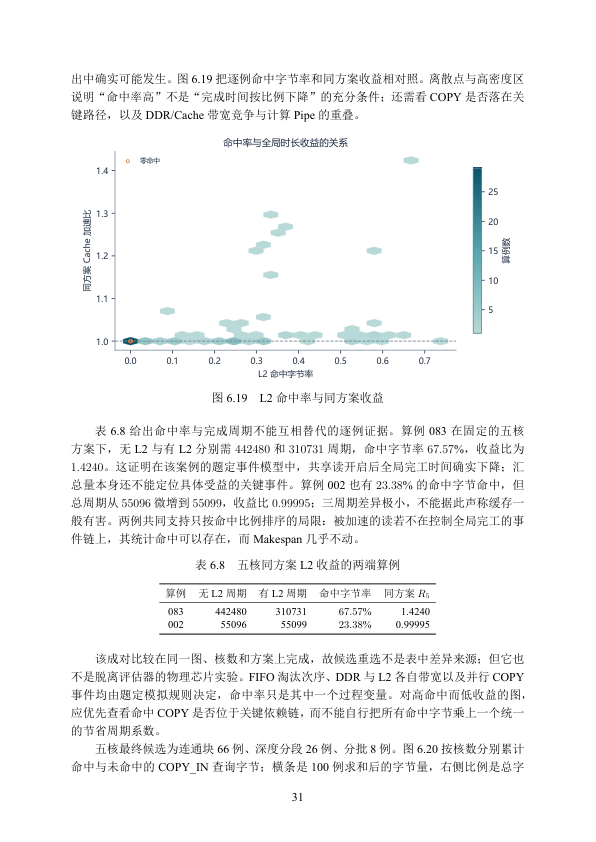 出中确实可能发生。图 6.19 把逐例命中字节率和同方案收益相对照。离散点与高密度区
说明“命中率高”不是“完成时间按比例下降”的充分条件；还需看 COPY 是否落在关
键路径，以及 DDR/Cache 带宽竞争与计算 Pipe 的重叠。
命中率与全局时长收益的关系
零命中
1.4
1.3
1.2
1.1
1.0
同方案 Cache 加速比
0.0 0.1 0.2 0.3 0.4 0.5 0.6 0.7
L2 命中字节率
25
20
15
10
5
算例数
图 6.19 L2 命中率与同方案收益
表 6.8 给出命中率与完成周期不能互相替代的逐例证据。算例 083 在固定的五核
方案下，无 L2 与有 L2 分别需 442480 和 310731 周期，命中字节率 67.57%，收益比为
1.4240。这证明在该案例的题定事件模型中，共享读开启后全局完工时间确实下降；汇
总量本身还不能定位具体受益的关键事件。算例 002 也有 23.38% 的命中字节命中，但
总周期从 55096 微增到 55099，收益比 0.99995；三周期差异极小，不能据此声称缓存一
般有害。两例共同支持只按命中比例排序的局限：被加速的读若不在控制全局完工的事
件链上，其统计命中可以存在，而 Makespan 几乎不动。
表 6.8 五核同方案 L2 收益的两端算例
算例 无 L2 周期 有 L2 周期 命中字节率 同方案 R5
083 442480 310731 67.57% 1.4240
002 55096 55099 23.38% 0.99995
该成对比较在同一图、核数和方案上完成，故候选重选不是表中差异来源；但它也
不是脱离评估器的物理芯片实验。FIFO 淘汰次序、DDR 与 L2 各自带宽以及并行 COPY
事件均由题定模拟规则决定，命中率只是其中一个过程变量。对高命中而低收益的图，
应优先查看命中 COPY 是否位于关键依赖链，而不能自行把所有命中字节乘上一个统一
的节省周期系数。
五核最终候选为连通块 66 例、深度分段 26 例、分批 8 例。图 6.20 按核数分别累计
命中与未命中的 COPY_IN 查询字节；横条是 100 例求和后的字节量，右侧比例是总字
31